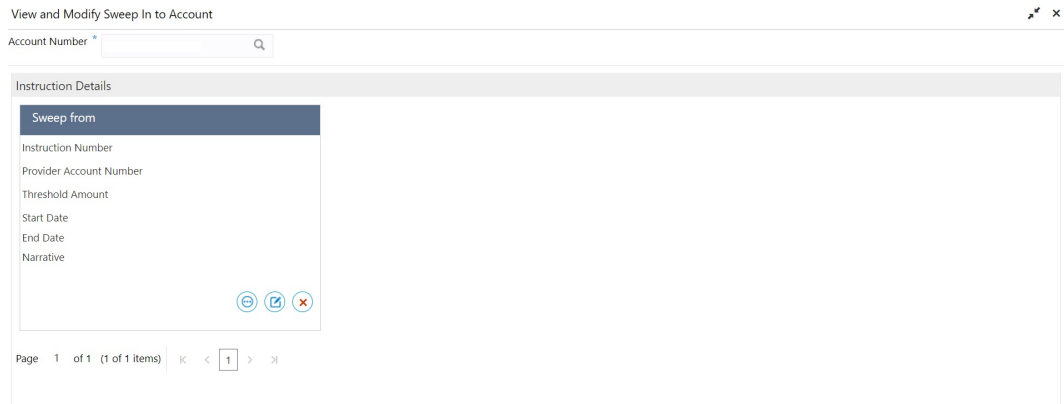 View and Modify Sweep In to Account
Account Number *
Instruction Details
Sweep from
Instruction Number
Provider Account Number
Threshold Amount
Start Date
End Date
Narrative
Page 1 of 1 (1 of 1 items) 1